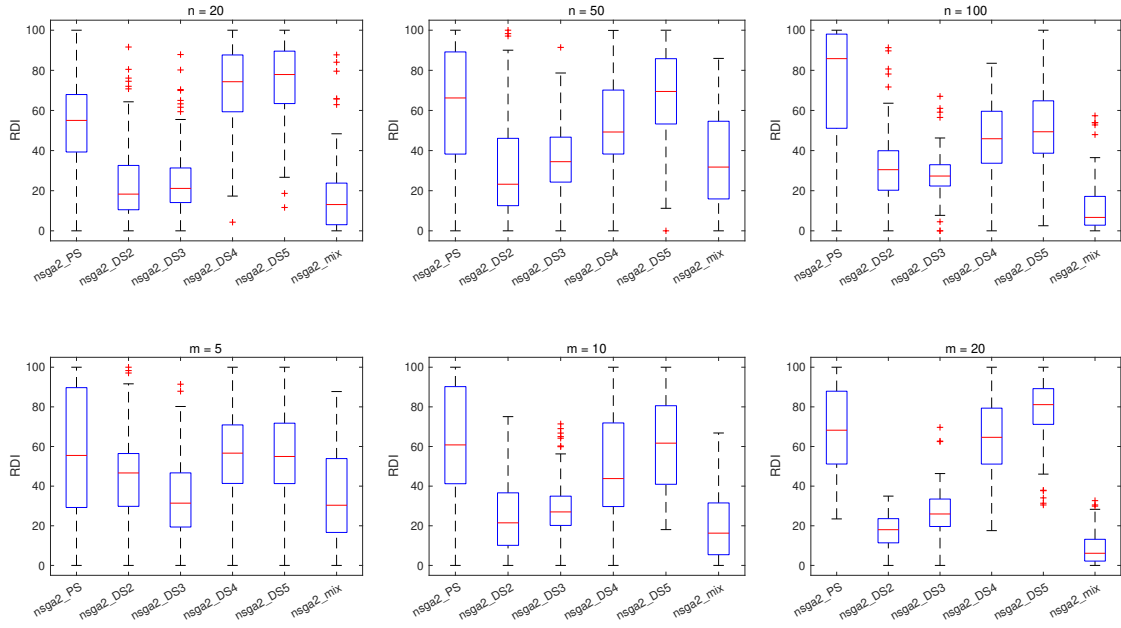 n = 20
RDI
100
80
60
40
20
0
nsga2_PS
nsga2_DS2
nsga2_DS3
nsga2_DS4
nsga2_DS5
nsga2_mix
n = 50
RDI
100
80
60
40
20
0
nsga2_PS
nsga2_DS2
nsga2_DS3
nsga2_DS4
nsga2_DS5
nsga2_mix
n = 100
RDI
100
80
60
40
20
0
nsga2_PS
nsga2_DS2
nsga2_DS3
nsga2_DS4
nsga2_DS5
nsga2_mix
m = 5
RDI
100
80
60
40
20
0
nsga2_PS
nsga2_DS2
nsga2_DS3
nsga2_DS4
nsga2_DS5
nsga2_mix
m = 10
RDI
100
80
60
40
20
0
nsga2_PS
nsga2_DS2
nsga2_DS3
nsga2_DS4
nsga2_DS5
nsga2_mix
m = 20
RDI
100
80
60
40
20
0
nsga2_PS
nsga2_DS2
nsga2_DS3
nsga2_DS4
nsga2_DS5
nsga2_mix